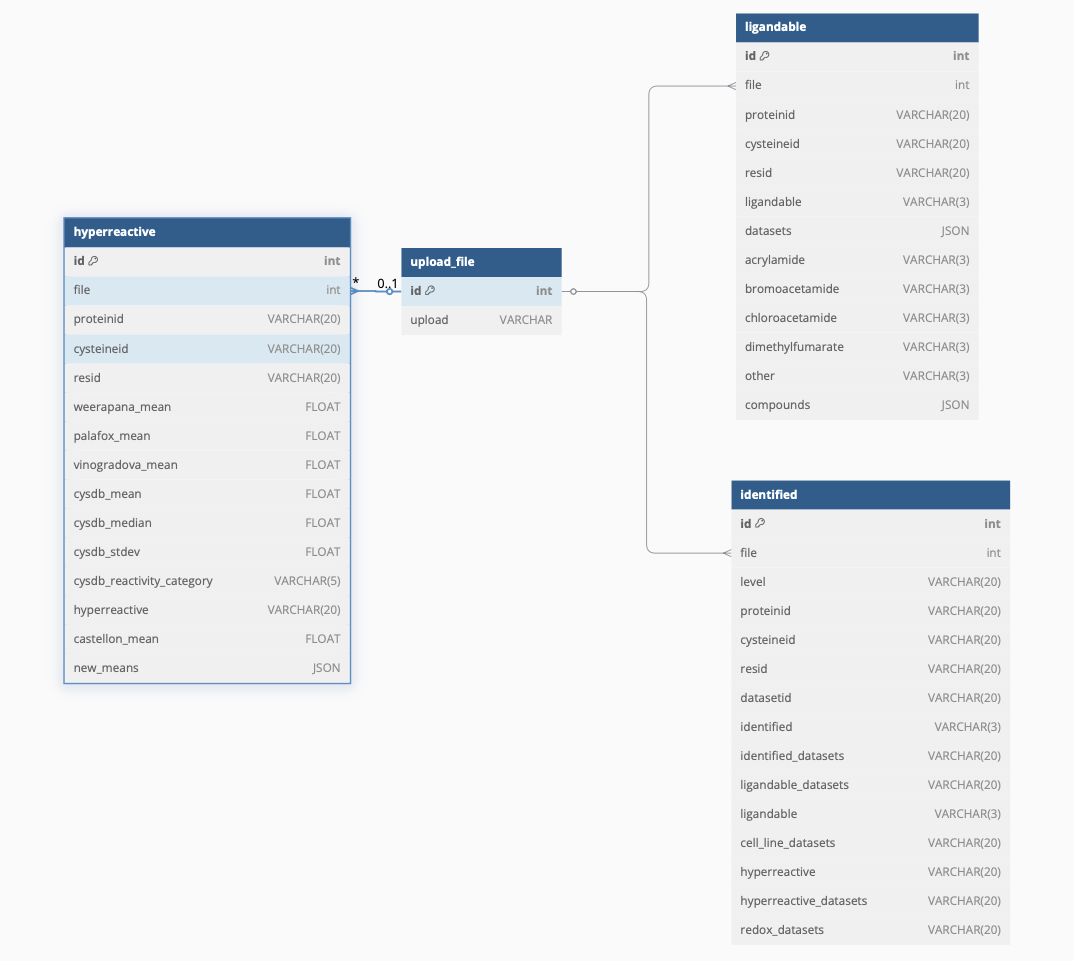 ligandable
id int
file int
proteinid VARCHAR(20)
cysteineid VARCHAR(20)
resid VARCHAR(20)
ligandable VARCHAR(3)
datasets JSON
acrylamide VARCHAR(3)
bromoacetamide VARCHAR(3)
chloroacetamide VARCHAR(3)
dimethylfumarate VARCHAR(3)
other VARCHAR(3)
compounds JSON
hyperreactive
id int
file int
proteinid VARCHAR(20)
cysteineid VARCHAR(20)
resid VARCHAR(20)
weerapana_mean FLOAT
palafox_mean FLOAT
vinogradova_mean FLOAT
cysdb_mean FLOAT
cysdb_median FLOAT
cysdb_stdev FLOAT
cysdb_reactivity_category VARCHAR(5)
hyperreactive VARCHAR(20)
castellon_mean FLOAT
new_means JSON
* 0..1
upload_file
id int
upload VARCHAR
identified
id int
file int
level VARCHAR(20)
proteinid VARCHAR(20)
cysteineid VARCHAR(20)
resid VARCHAR(20)
datasetid VARCHAR(20)
identified VARCHAR(3)
identified_datasets VARCHAR(20)
ligandable_datasets VARCHAR(20)
ligandable VARCHAR(3)
cell_line_datasets VARCHAR(20)
hyperreactive VARCHAR(20)
hyperreactive_datasets VARCHAR(20)
redox_datasets VARCHAR(20)